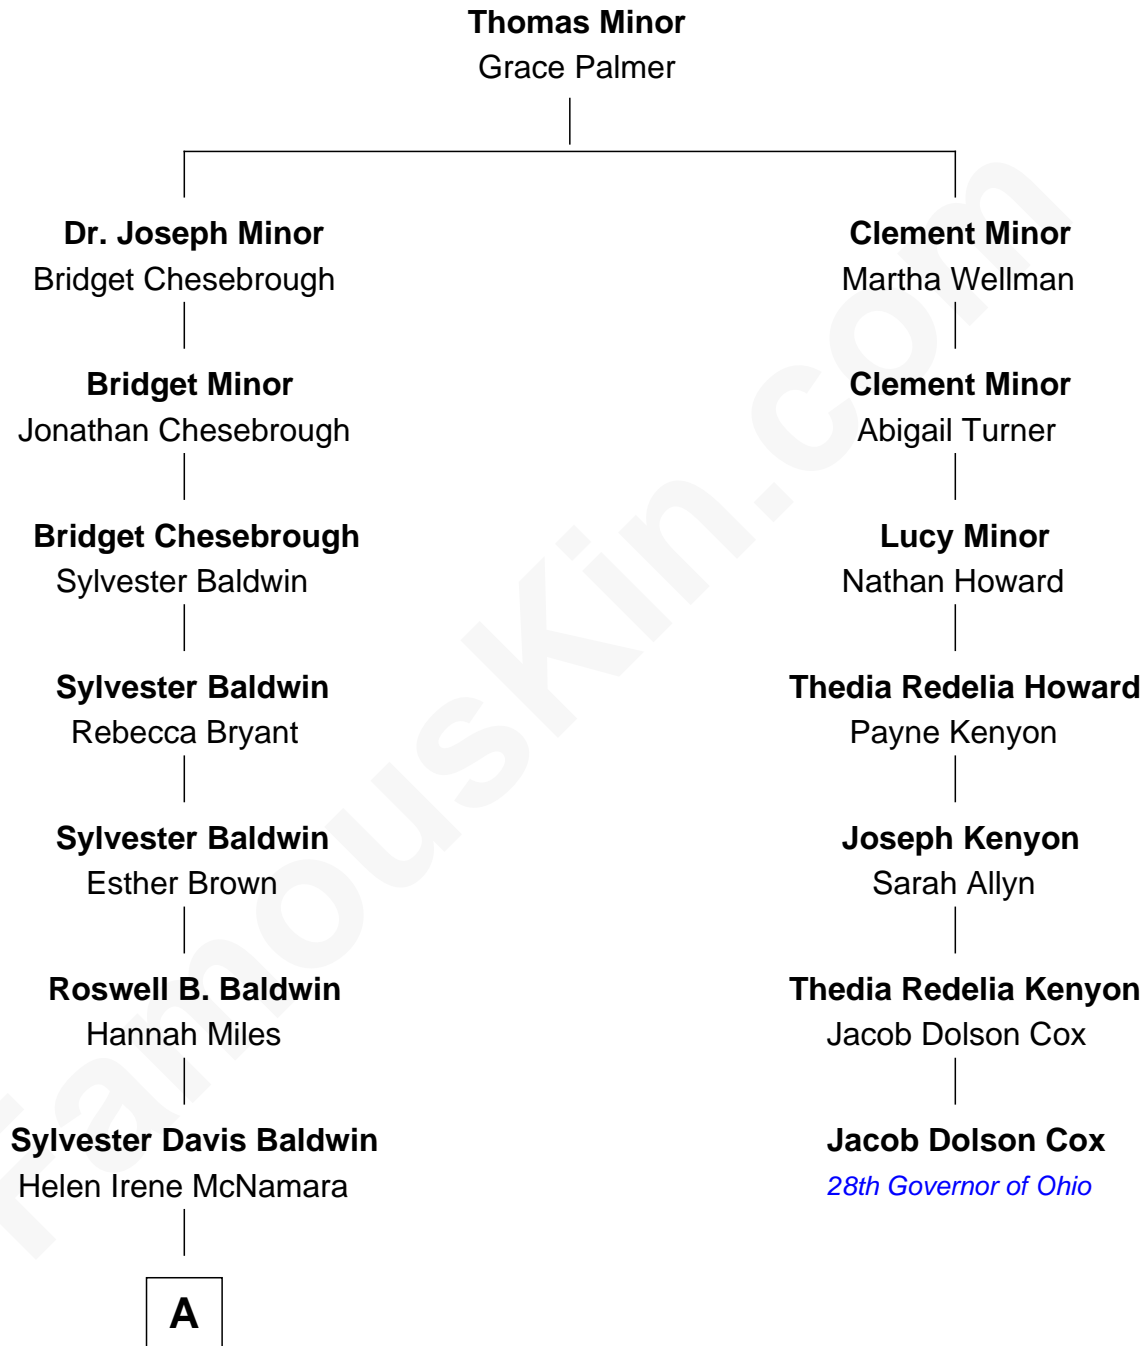 Thomas Minor
Grace Palmer
Dr. Joseph Minor
Bridget Chesebrough
Bridget Minor
Jonathan Chesebrough
Bridget Chesebrough
Sylvester Baldwin
Sylvester Baldwin
Rebecca Bryant
Sylvester Baldwin
Esther Brown
Roswell B. Baldwin
Hannah Miles
Sylvester Davis Baldwin
Helen Irene McNamara
A
Clement Minor
Martha Wellman
Clement Minor
Abigail Turner
Lucy Minor
Nathan Howard
Thedia Redelia Howard
Payne Kenyon
Joseph Kenyon
Sarah Allyn
Thedia Redelia Kenyon
Jacob Dolson Cox
Jacob Dolson Cox
28th Governor of Ohio
FamousKin.com